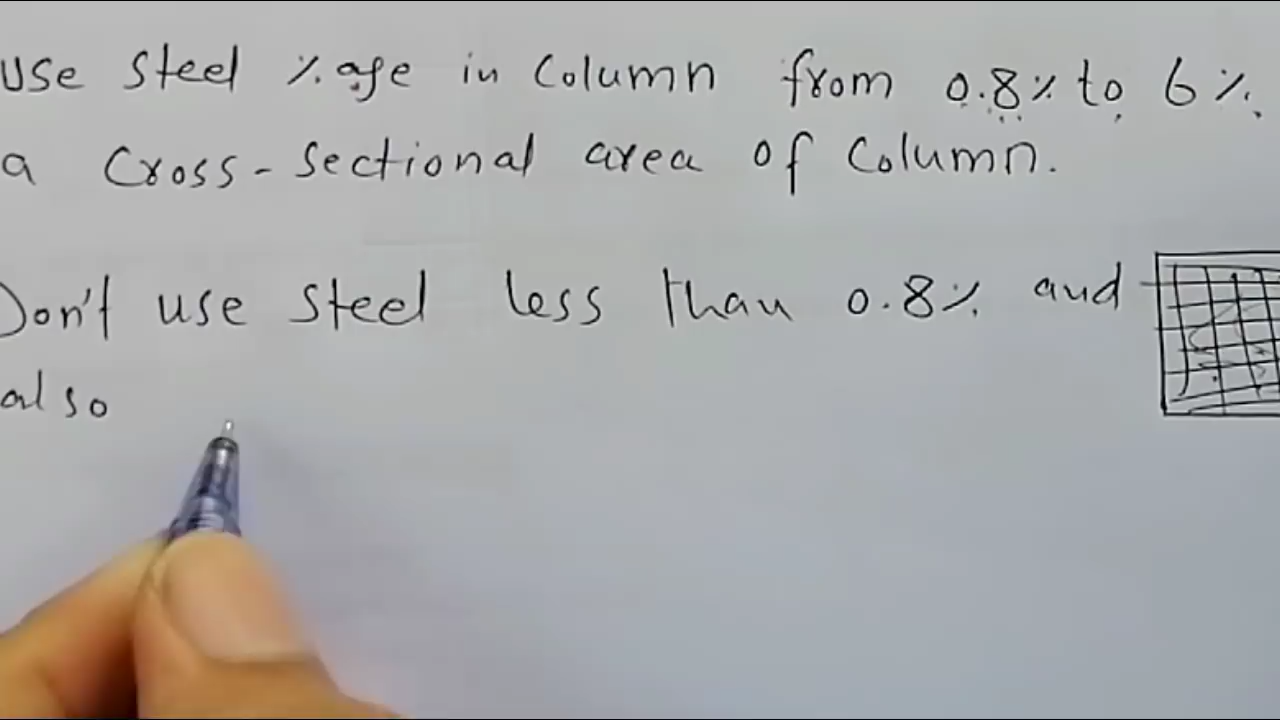 use steel %age in column from 0.8% to 6%.
a cross-sectional area of column.
Don't use steel less than 0.8% and
also